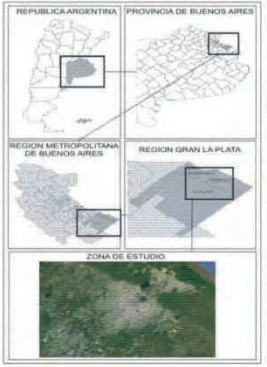 REPUBLICA ARGENTINA
PROVINCIA DE BUENOS AIRES
REGION METROPOLITANA
DE BUENOS AIRES
REGION GRAN LA PLATA
ZONA DE ESTUDIO